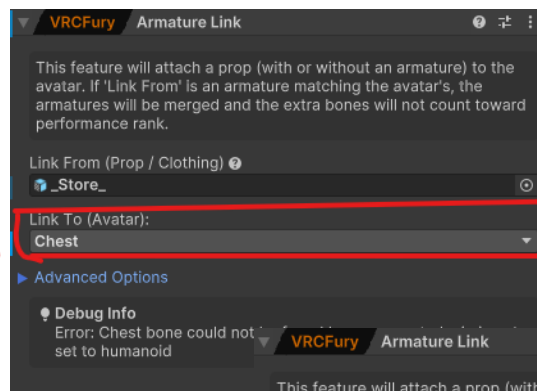 VRCFury Armature Link
This feature will attach a prop (with or without an armature) to the
avatar. If 'Link From' is an armature matching the avatar's, the
armatures will be merged and the extra bones will not count toward
performance rank.
Link From (Prop / Clothing)
_Store_
Link To (Avatar):
Chest
Advanced Options
Debug Info
Error: Chest bone could not
set to humanoid
VRCFury Armature Link
This feature will attach a prop (with